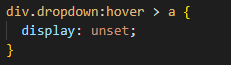 div.dropdown:hover > a {
  display: unset;
}